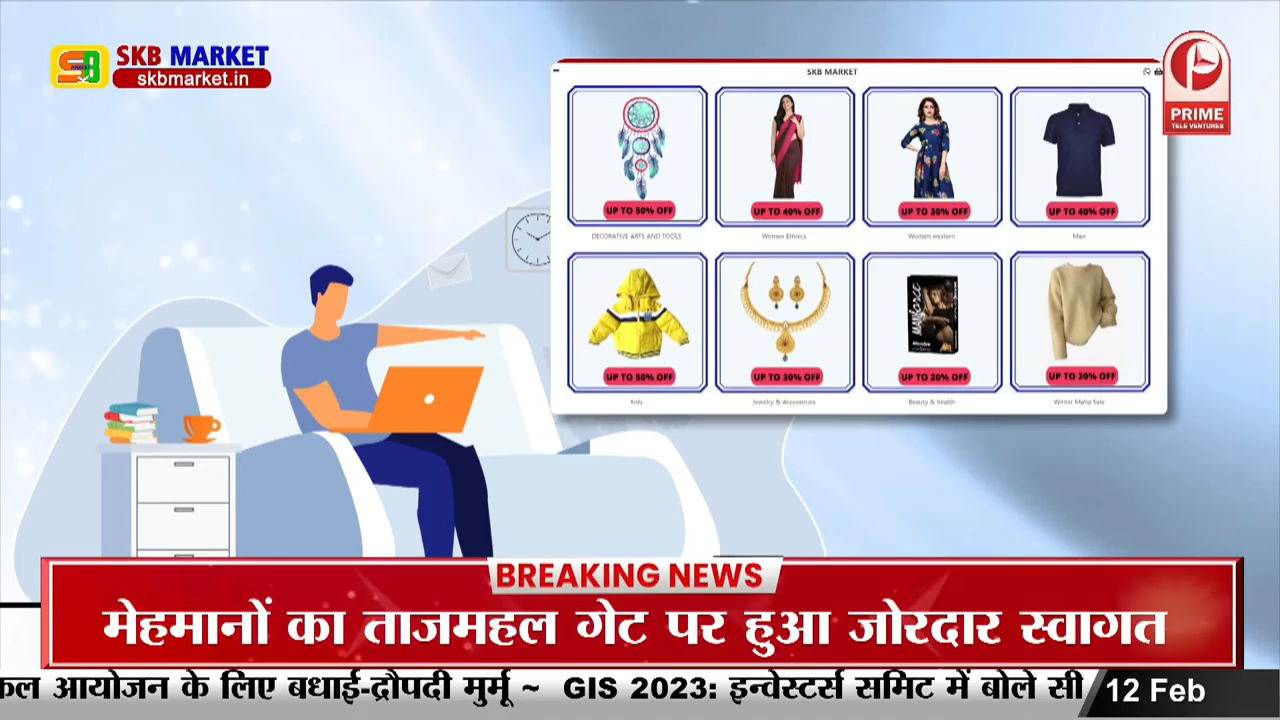 SKB MARKET
skbmarket.in
SKB MARKET
PRIME
TELE VENTURES
UP TO 50% OFF
UP TO 40% OFF
UP TO 30% OFF
UP TO 40% OFF
DECORATIVE ARTS AND TOOLS
Women Ethnics
Women western
Man
UP TO 50% OFF
UP TO 30% OFF
UP TO 20% OFF
UP TO 30% OFF
Kids
Jewelry & Accessories
Beauty & health
Winter Maha Sale
BREAKING NEWS
मेहमानों का ताजमहल गेट पर हुआ जोरदार स्वागत
कल आयोजन के लिए बधाई-द्रौपदी मुर्मू ~ GIS 2023: इन्वेस्टर्स समिट में बोले सी
12 Feb